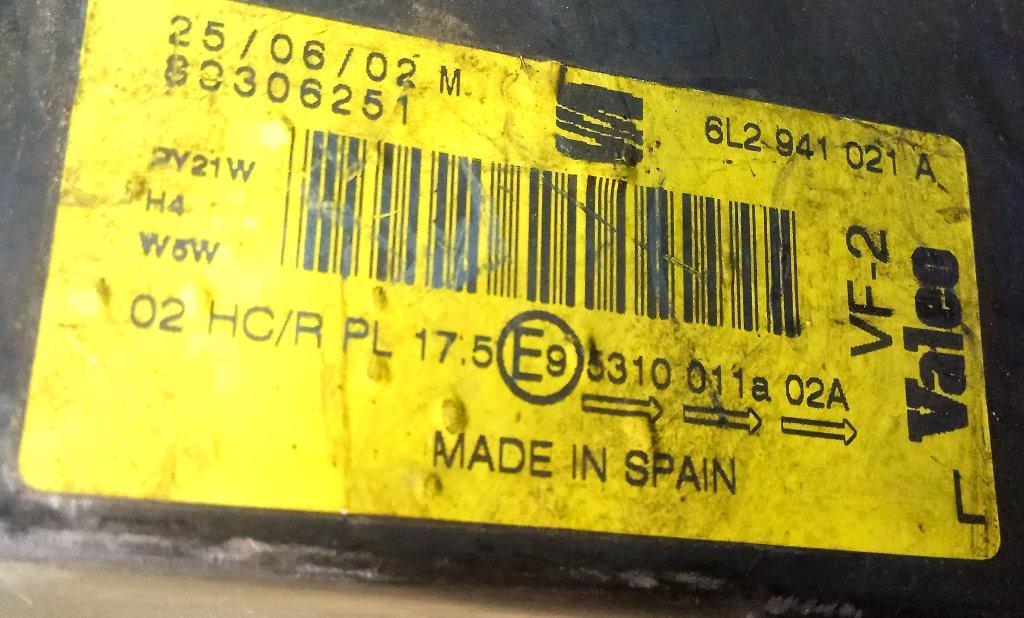 25/06/02 M
80306251
6L2 941 021 A
PY21W
H4
W5W
VF-2
Valeo
02 HC/R PL 17.5 E9 5310 011a 02A
MADE IN SPAIN
L